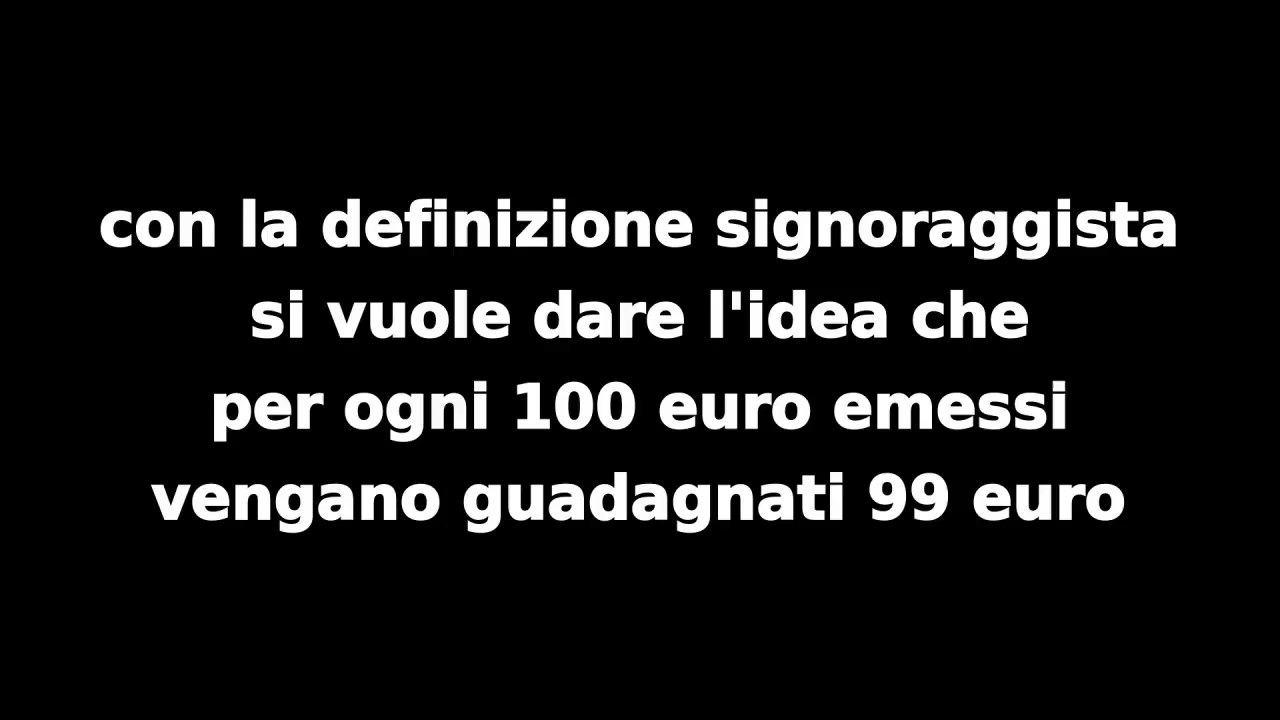 con la definizione signoraggista
si vuole dare l'idea che
per ogni 100 euro emessi
vengano guadagnati 99 euro